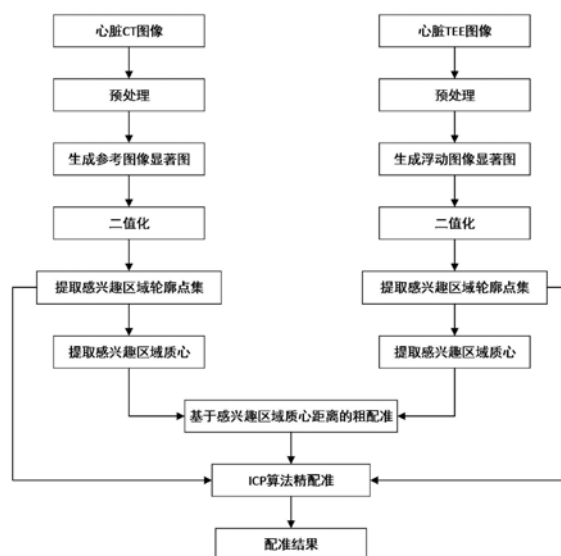 心脏CT图像
心脏TEE图像
预处理
预处理
生成参考图像显著图
生成浮动图像显著图
二值化
二值化
提取感兴趣区域轮廓点集
提取感兴趣区域轮廓点集
提取感兴趣区域质心
提取感兴趣区域质心
基于感兴趣区域质心距离的粗配准
ICP算法精配准
配准结果